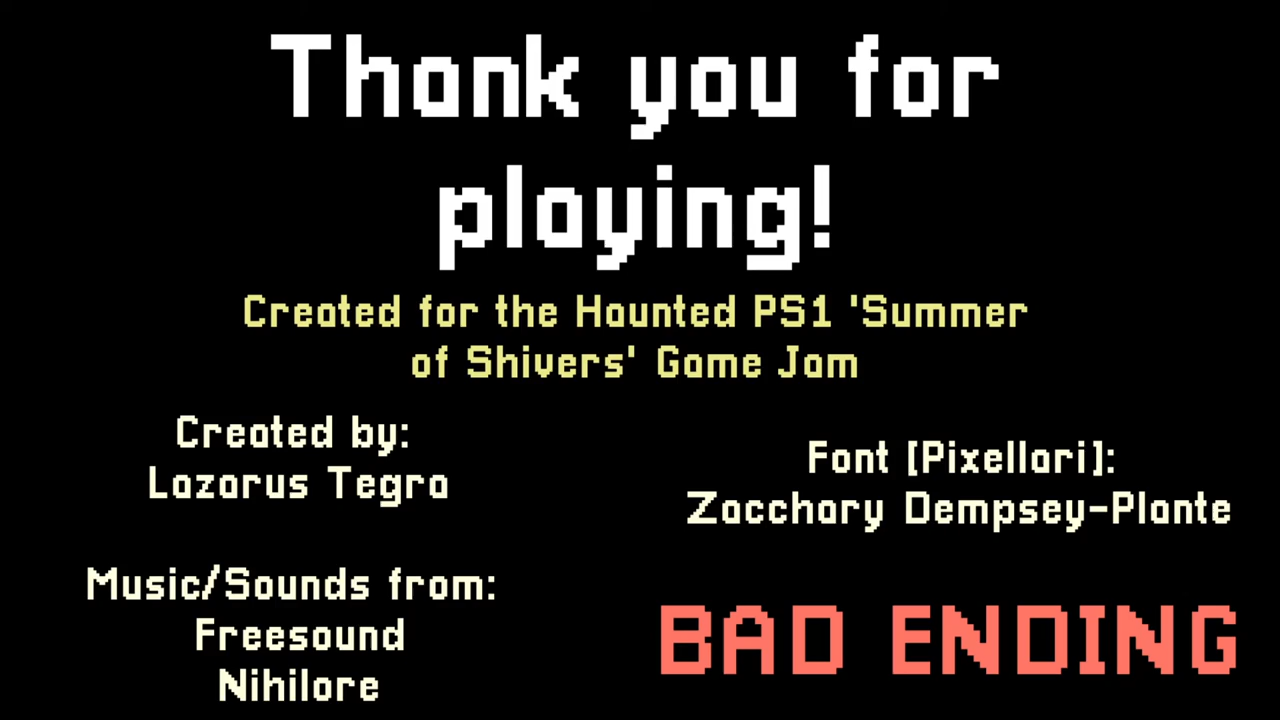 Thank you for
playing!
Created for the Haunted PS1 'Summer
of Shivers' Game Jam
Created by:
Lazarus Tegra
Font [Pixellari]:
Zacchary Dempsey-Plante
Music/Sounds from:
Freesound
Nihilore
BAD ENDING